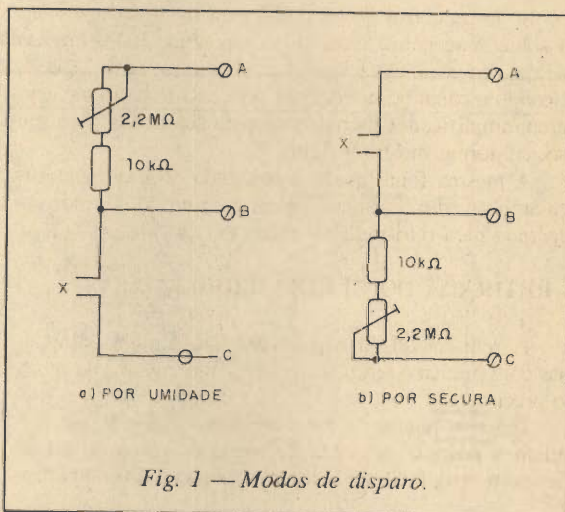 A
2,2MΩ
10kΩ
B
X
C
a) POR UMIDADE
A
X
B
10kΩ
2,2MΩ
C
b) POR SECURA
Fig. 1 — Modos de disparo.